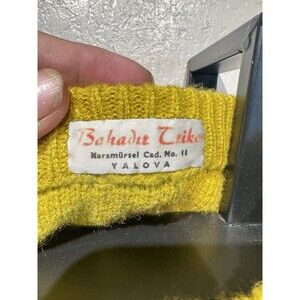 Bahadır Triko
Karamürsel Cad. No. 11
YALOVA